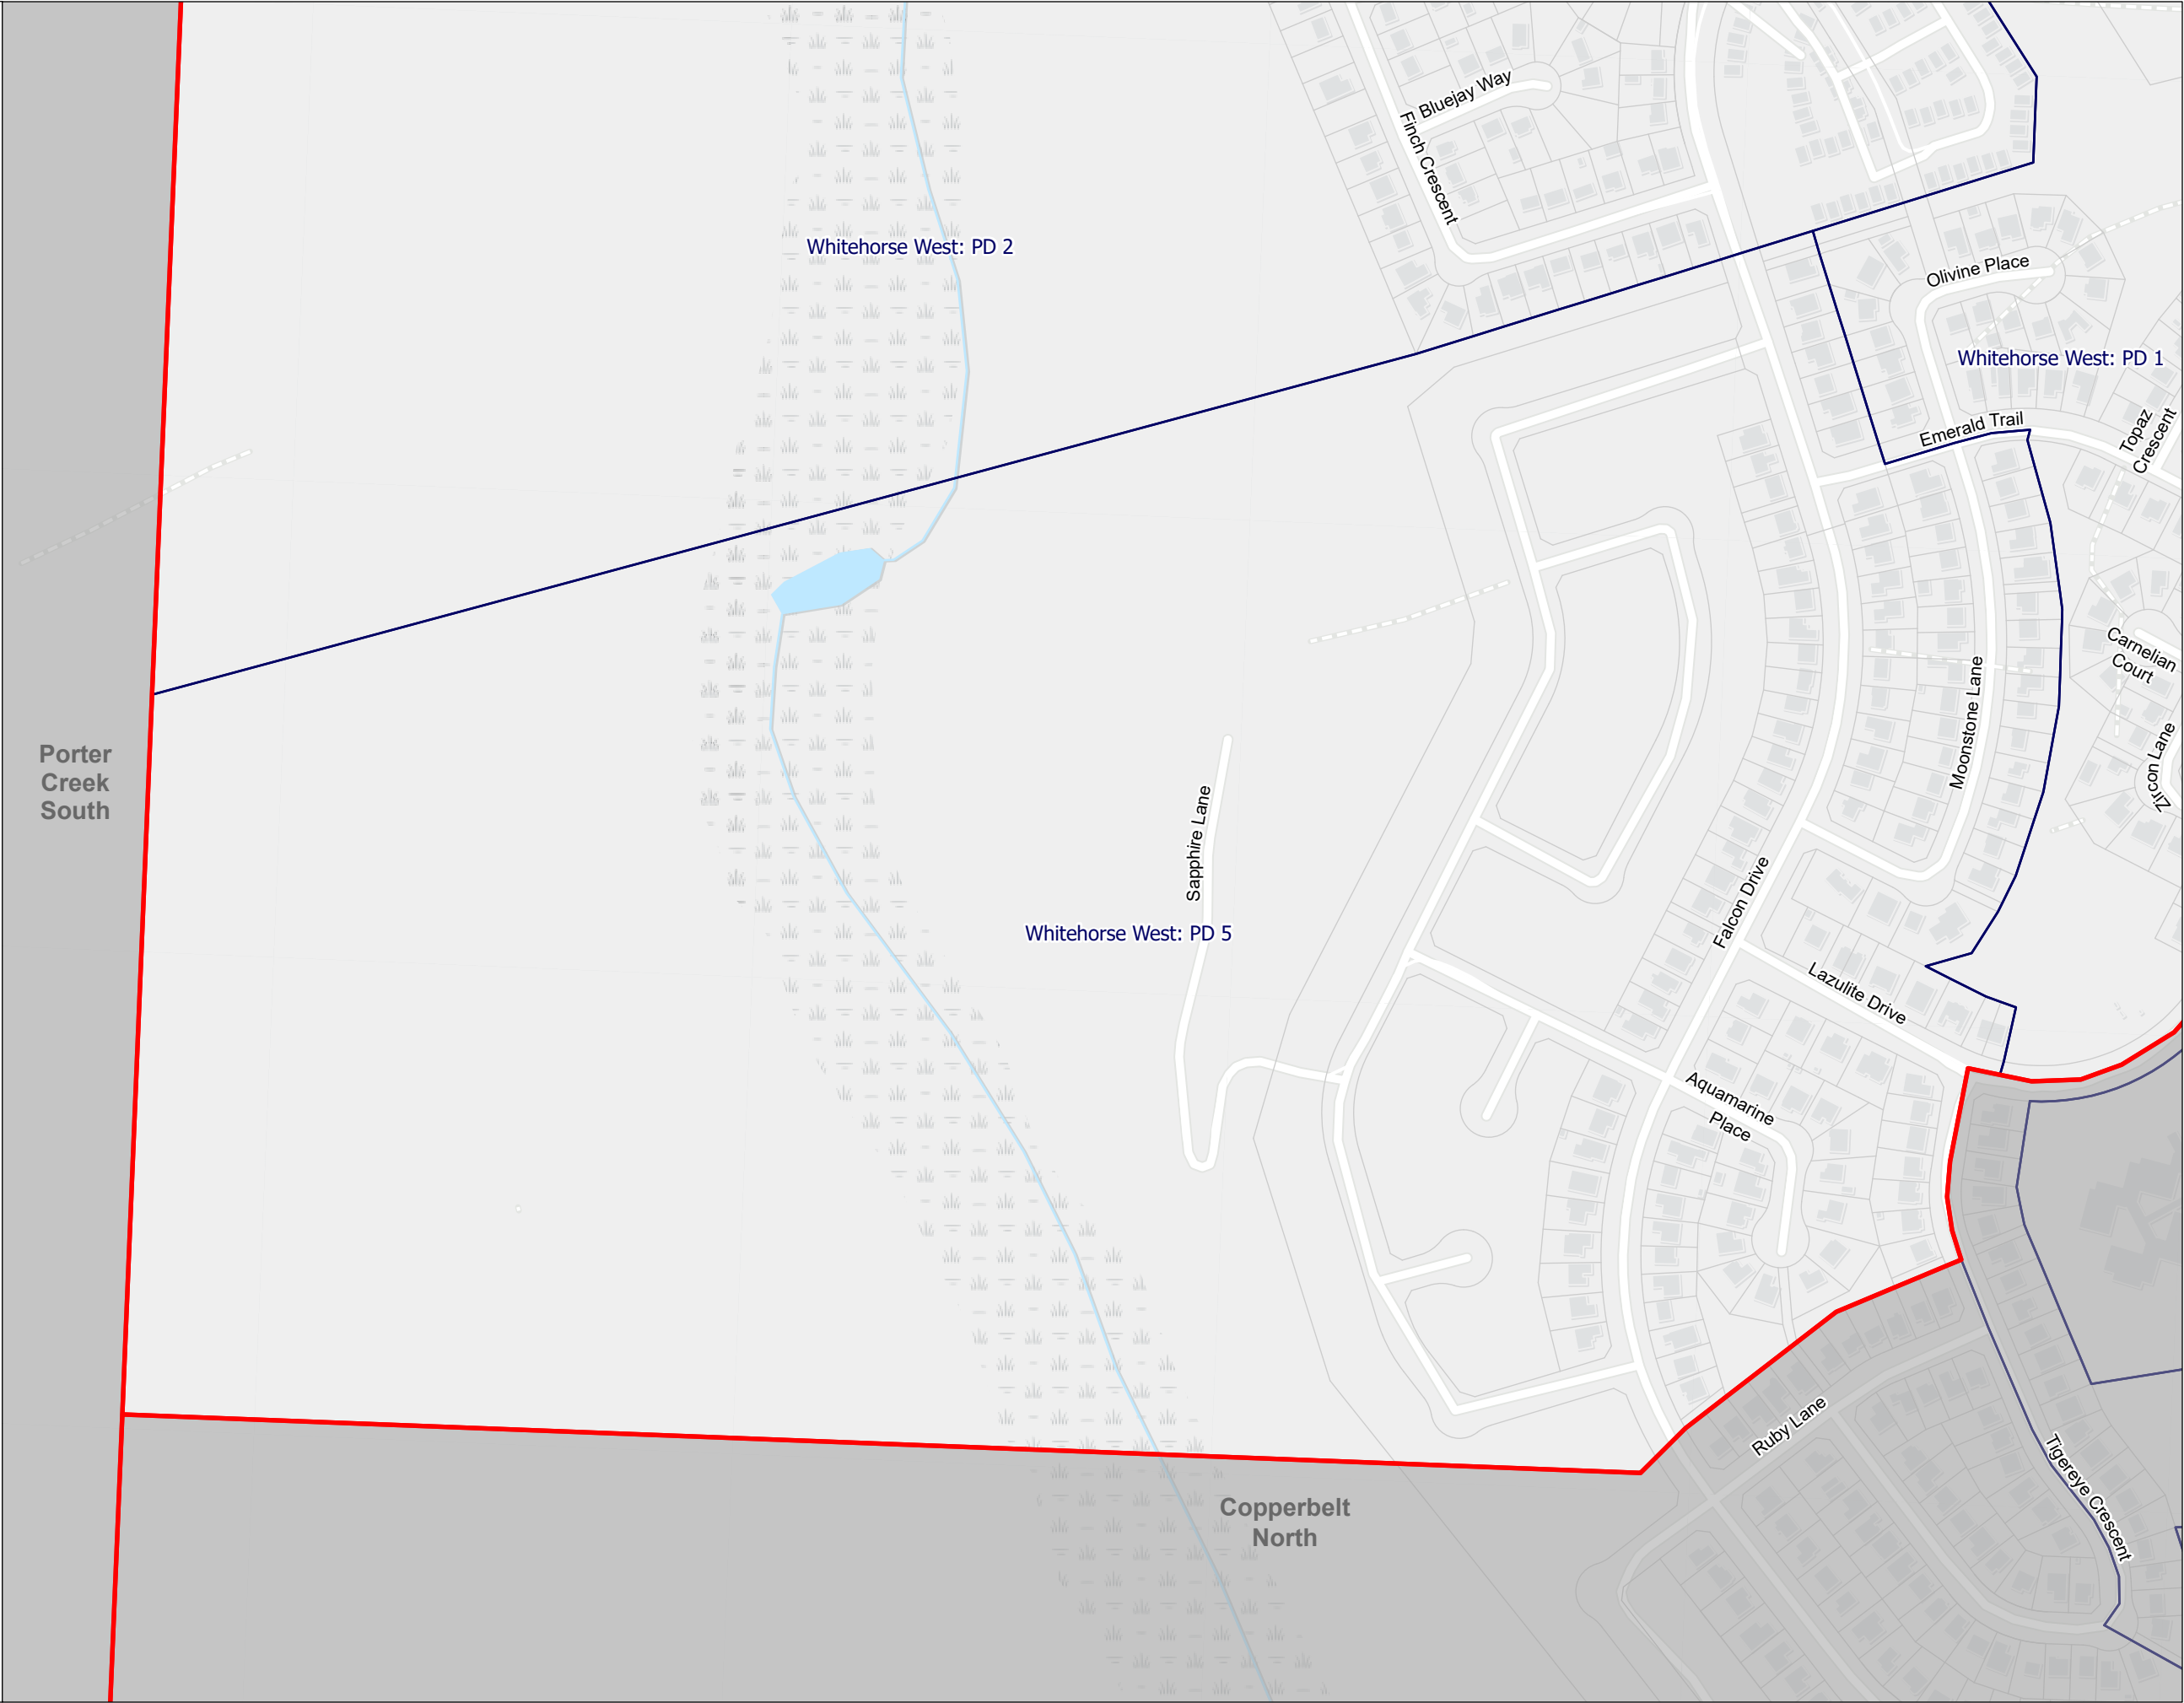 Bluejay Way
Finch Crescent
Whitehorse West: PD 2
Olivine Place
Whitehorse West: PD 1
Emerald Trail
Topaz
Crescent
Carnelian
Court
Moonstone Lane
Zircon Lane
Porter
Creek
South
Sapphire Lane
Falcon Drive
Whitehorse West: PD 5
Lazulite Drive
Aquamarine
Place
Ruby Lane
Tigereye Crescent
Copperbelt
North